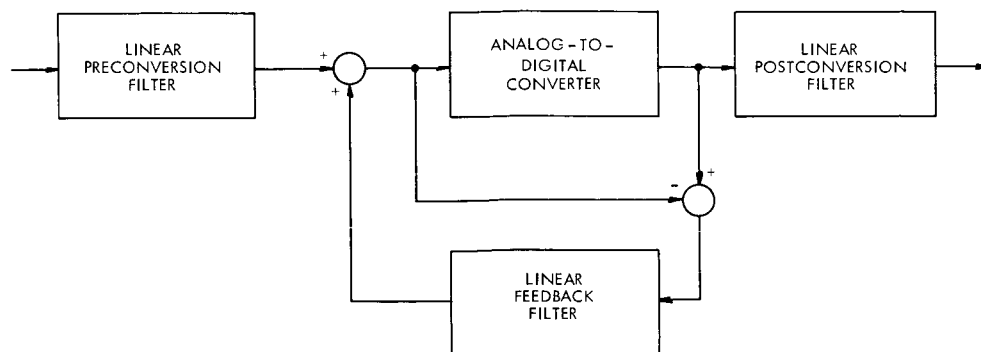 LINEAR
PRECONVERSION
FILTER
+
+
ANALOG-TO-
DIGITAL
CONVERTER
LINEAR
POSTCONVERSION
FILTER
-
+
LINEAR
FEEDBACK
FILTER